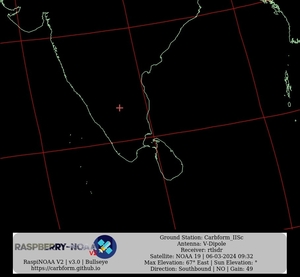 RASPBERRY-NOAA
V2
RaspiNOAA V2 | v3.0 | Bullseye
https://carbform.github.io
Ground Station: Carbform_IISc
Antenna: V-Dipole
Receiver: rtlsdr
Satellite: NOAA 19 | 06-03-2024 09:32
Max Elevation: 67° East | Sun Elevation: °
Direction: Southbound | NO | Gain: 49